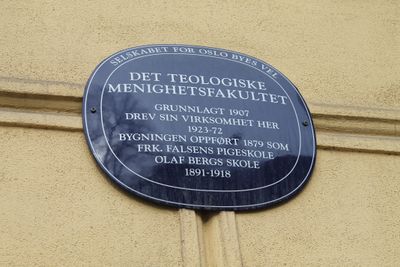 SELSKABET FOR OSLO BYES VEL
DET TEOLOGISKE
MENIGHETSFAKULTET
GRUNNLAGT 1907
DREV SIN VIRKSOMHET HER
1923-72
BYGNINGEN OPPFØRT 1879 SOM
FRK. FALSENS PIGESKOLE
OLAF BERGS SKOLE
1891-1918